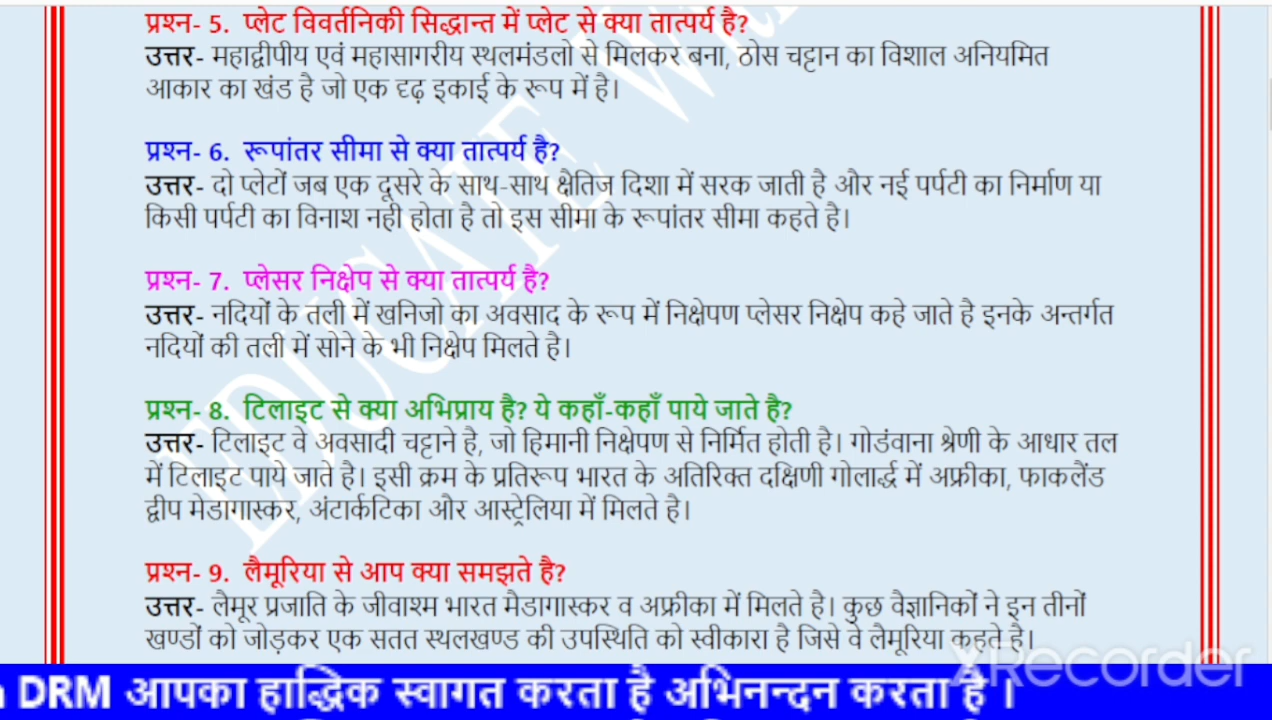 प्रश्न- 5. प्लेट विवर्तनिकी सिद्धान्त में प्लेट से क्या तात्पर्य है?
उत्तर- महाद्वीपीय एवं महासागरीय स्थलमंडलो से मिलकर बना, ठोस चट्टान का विशाल अनियमित
आकार का खंड है जो एक दृढ़ इकाई के रूप में है।
प्रश्न- 6. रूपांतर सीमा से क्या तात्पर्य है?
उत्तर- दो प्लेटों जब एक दूसरे के साथ-साथ क्षैतिज दिशा में सरक जाती है और नई पर्पटी का निर्माण या
किसी पर्पटी का विनाश नही होता है तो इस सीमा के रूपांतर सीमा कहते है।
प्रश्न- 7. प्लेसर निक्षेप से क्या तात्पर्य है?
उत्तर- नदियों के तली में खनिजो का अवसाद के रूप में निक्षेपण प्लेसर निक्षेप कहे जाते है इनके अन्तर्गत
नदियों की तली में सोने के भी निक्षेप मिलते है।
प्रश्न- 8. टिलाइट से क्या अभिप्राय है? ये कहाँ-कहाँ पाये जाते है?
उत्तर- टिलाइट वे अवसादी चट्टाने है, जो हिमानी निक्षेपण से निर्मित होती है। गोडंवाना श्रेणी के आधार तल
में टिलाइट पाये जाते है। इसी क्रम के प्रतिरूप भारत के अतिरिक्त दक्षिणी गोलार्द्ध में अफ्रीका, फाकलैंड
द्वीप मेडागास्कर, अंटार्कटिका और आस्ट्रेलिया में मिलते है।
प्रश्न- 9. लैमूरिया से आप क्या समझते है?
उत्तर- लैमूर प्रजाति के जीवाश्म भारत मैडागास्कर व अफ्रीका में मिलते है। कुछ वैज्ञानिकों ने इन तीनों
खण्डों को जोड़कर एक सतत स्थलखण्ड की उपस्थिति को स्वीकारा है जिसे वे लैमूरिया कहते है।
XRecorder
DRM आपका हाद्धिक स्वागत करता है अभिनन्दन करता है ।
EDUCATE